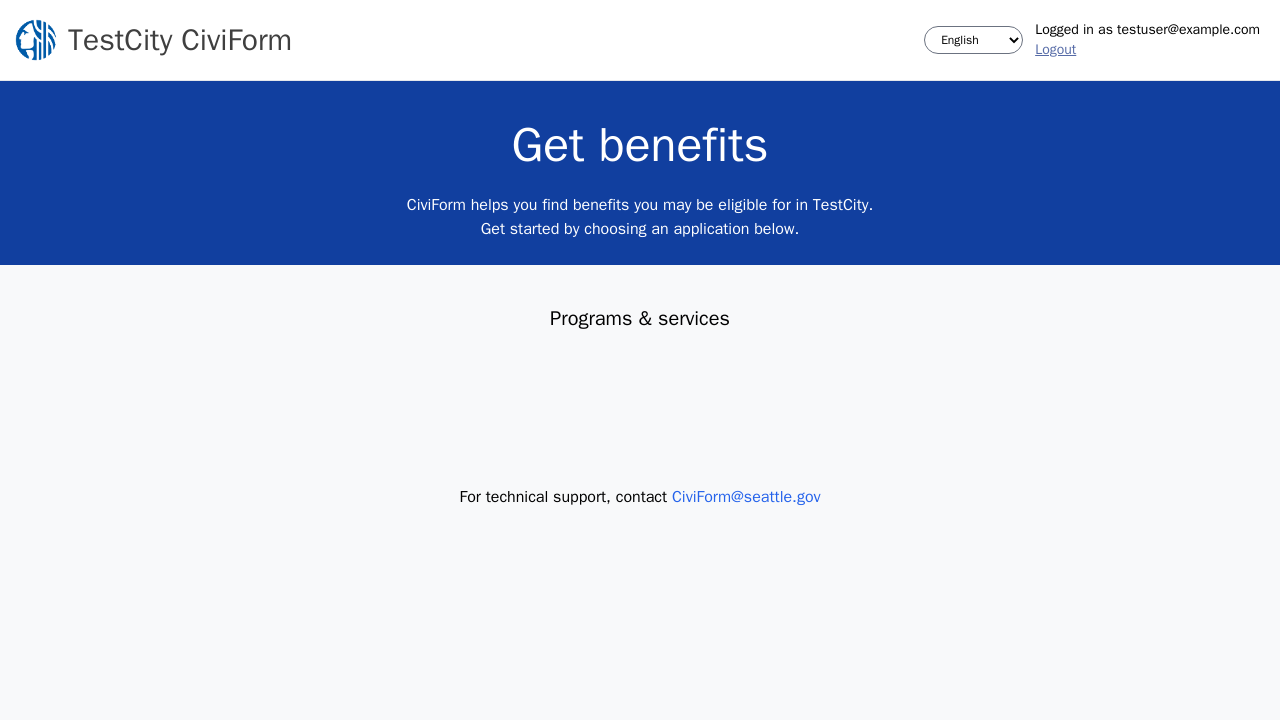 TestCity CiviForm
English
Logged in as testuser@example.com
Logout
Get benefits
CiviForm helps you find benefits you may be eligible for in TestCity.
Get started by choosing an application below.
Programs & services
For technical support, contact CiviForm@seattle.gov